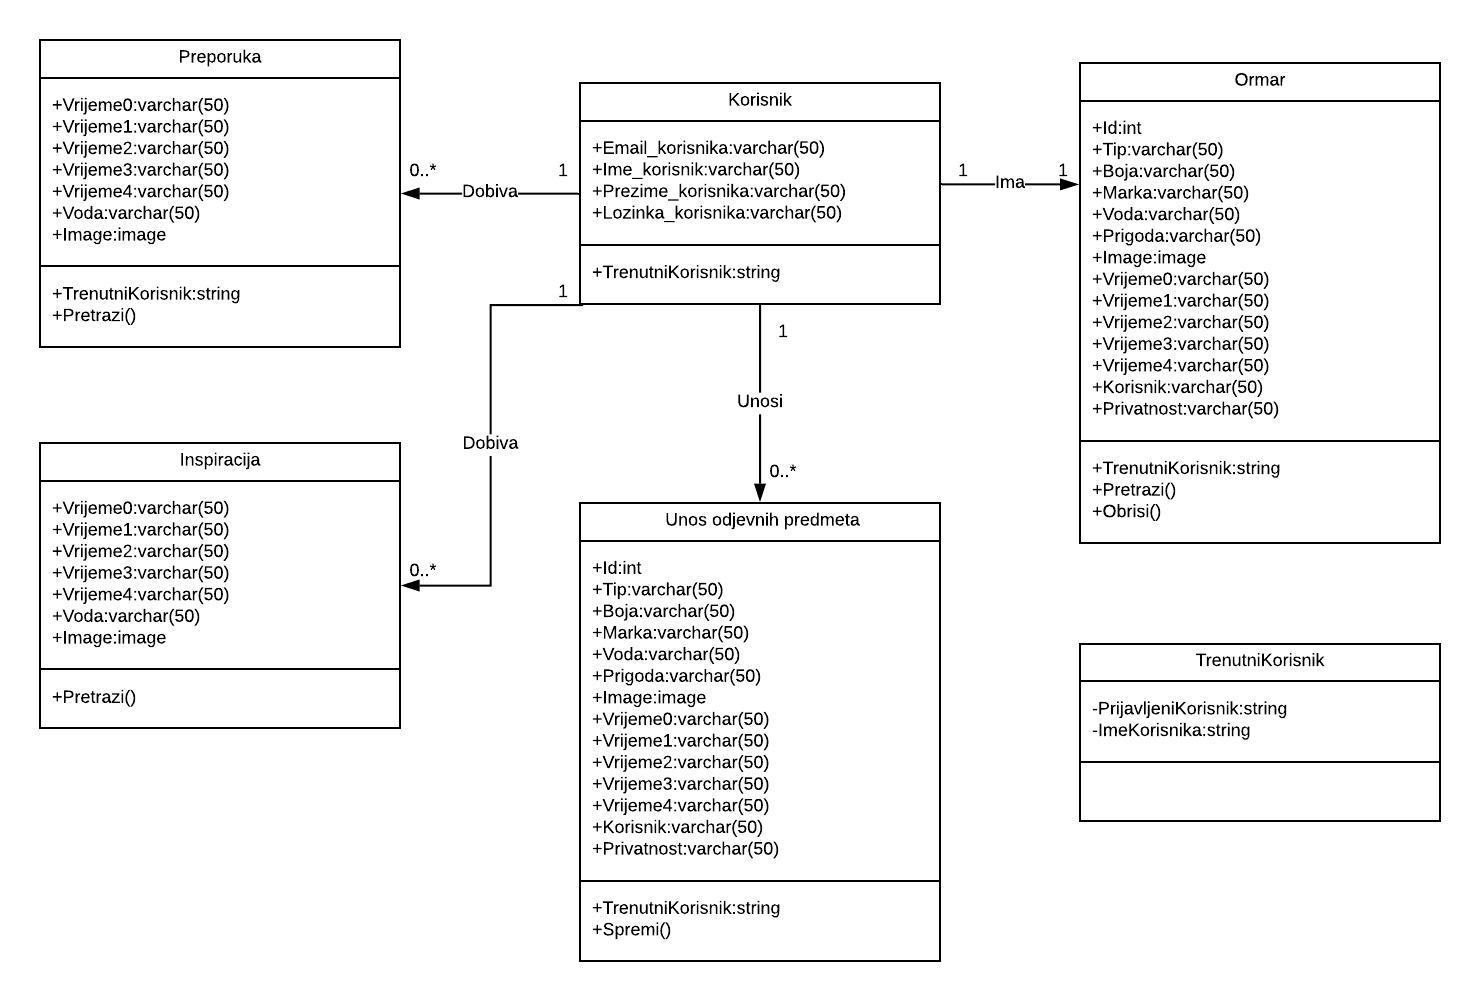 Preporuka
+Vrijeme0:varchar(50)
+Vrijeme1:varchar(50)
+Vrijeme2:varchar(50)
+Vrijeme3:varchar(50)
+Vrijeme4:varchar(50)
+Voda:varchar(50)
+Image:image
+TrenutniKorisnik:string
+Pretrazi()
0..*
Dobiva
1
Korisnik
+Email_korisnika:varchar(50)
+Ime_korisnik:varchar(50)
+Prezime_korisnika:varchar(50)
+Lozinka_korisnika:varchar(50)
+TrenutniKorisnik:string
1
Ima
1
Ormar
+Id:int
+Tip:varchar(50)
+Boja:varchar(50)
+Marka:varchar(50)
+Voda:varchar(50)
+Prigoda:varchar(50)
+Image:image
+Vrijeme0:varchar(50)
+Vrijeme1:varchar(50)
+Vrijeme2:varchar(50)
+Vrijeme3:varchar(50)
+Vrijeme4:varchar(50)
+Korisnik:varchar(50)
+Privatnost:varchar(50)
+TrenutniKorisnik:string
+Pretrazi()
+Obrisi()
1
Dobiva
0..*
1
Unosi
0..*
Inspiracija
+Vrijeme0:varchar(50)
+Vrijeme1:varchar(50)
+Vrijeme2:varchar(50)
+Vrijeme3:varchar(50)
+Vrijeme4:varchar(50)
+Voda:varchar(50)
+Image:image
+Pretrazi()
Unos odjevnih predmeta
+Id:int
+Tip:varchar(50)
+Boja:varchar(50)
+Marka:varchar(50)
+Voda:varchar(50)
+Prigoda:varchar(50)
+Image:image
+Vrijeme0:varchar(50)
+Vrijeme1:varchar(50)
+Vrijeme2:varchar(50)
+Vrijeme3:varchar(50)
+Vrijeme4:varchar(50)
+Korisnik:varchar(50)
+Privatnost:varchar(50)
+TrenutniKorisnik:string
+Spremi()
TrenutniKorisnik
-PrijavljeniKorisnik:string
-ImeKorisnika:string